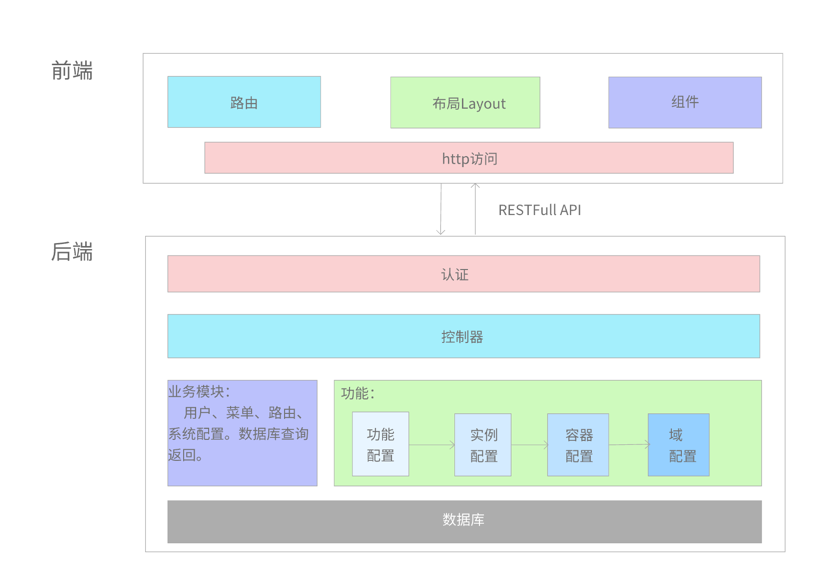 前端
路由
布局Layout
组件
http访问
RESTFull API
后端
认证
控制器
业务模块：
用户、菜单、路由、
系统配置。数据库查询
返回。
功能：
功能
配置
实例
配置
容器
配置
域
配置
数据库